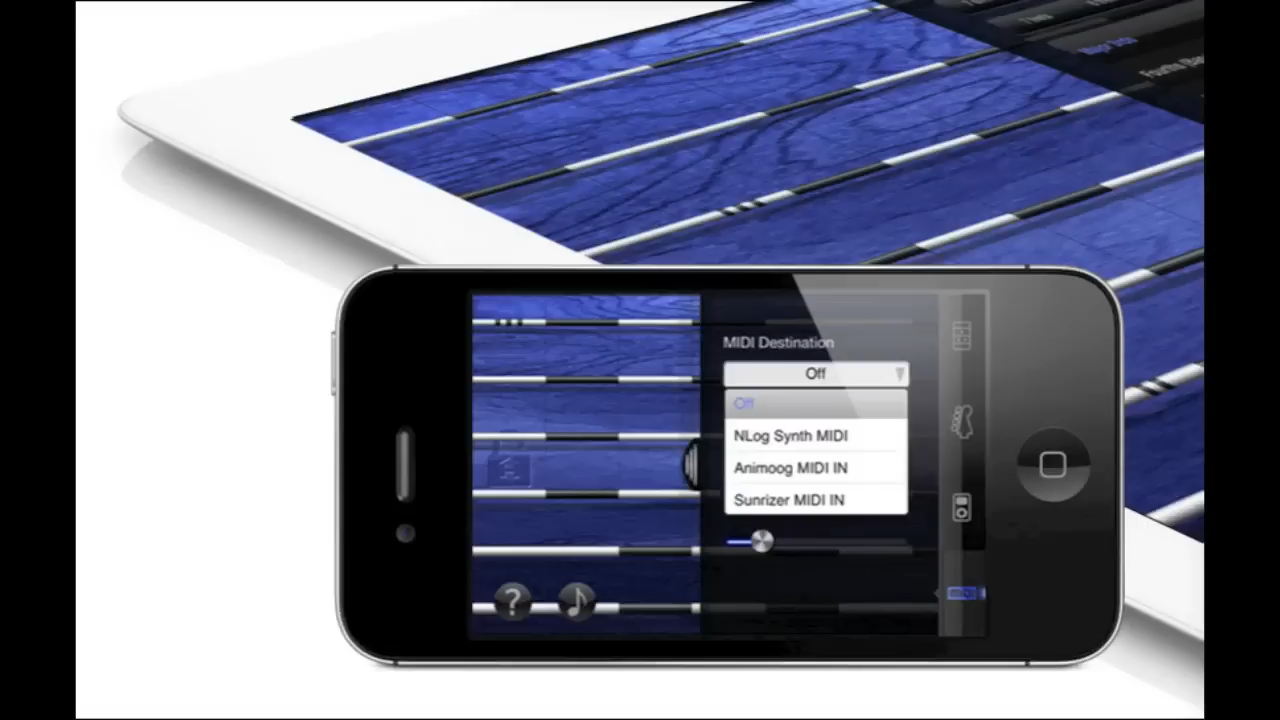 MIDI Destination
Off
Off
NLog Synth MIDI
Animoog MIDI IN
Sunrizer MIDI IN
?